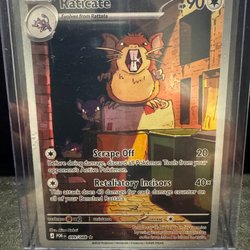 Raticate
90
Evolves from Rattata
Scrape Off 20
Before doing damage, discard all Pokémon Tools from your
opponent's Active Pokémon.
Retaliatory Incisors 40×
This attack does 40 damage for each damage counter on
all your Benched Rattata.